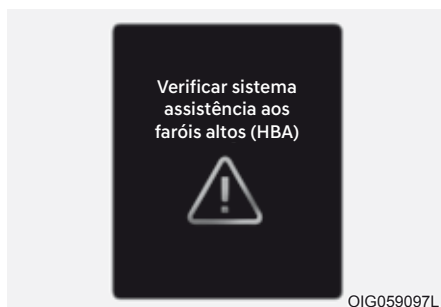 Verificar sistema
assistência aos
faróis altos (HBA)
OIG059097L